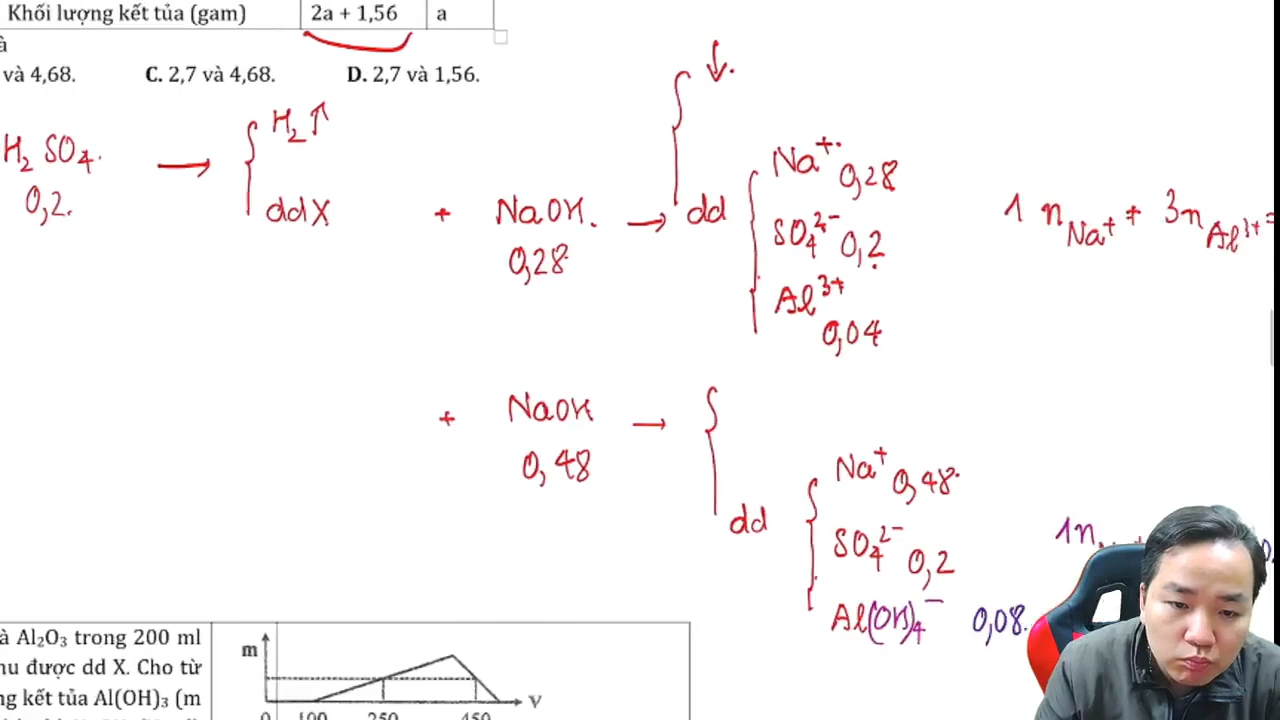 Khối lượng kết tủa (gam) 2a + 1,56 a
à
và 4,68. C. 2,7 và 4,68. D. 2,7 và 1,56.
H₂SO₄. → H₂↑
0,2. ddX + NaOH. → ↓.
0,28 dd Na⁺ 0,28
SO₄²⁻ 0,2
Al³⁺ 0,04
1 n Na⁺ + 3n Al³⁺ =
+ NaOH →
0,48 dd Na⁺ 0,48
SO₄²⁻ 0,2
Al(OH)₄⁻ 0,08.
1n
à Al₂O₃ trong 200 ml
hu được dd X. Cho từ
ng kết tủa Al(OH)₃ (m
m
V
0 100 250 450